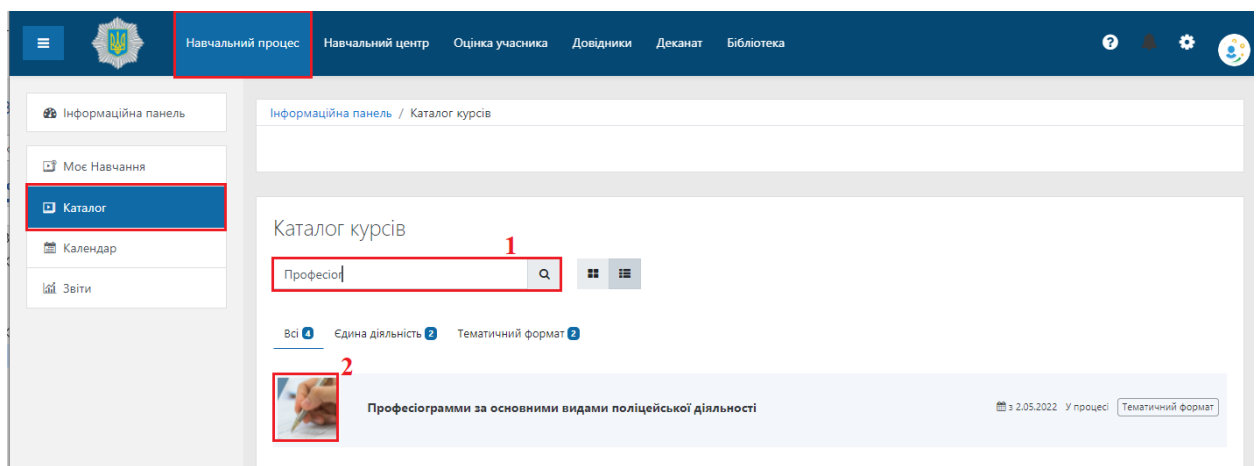 Навчальний процес Навчальний центр Оцінка учасника Довідники Деканат Бібліотека
Інформаційна панель
Інформаційна панель / Каталог курсів
Моє Навчання
Каталог
Календар
Звіти
Каталог курсів
1
Професіог
Всі 4 Єдина діяльність 2 Тематичний формат 2
2
Професіограмми за основними видами поліцейської діяльності
з 2.05.2022 У процесі Тематичний формат